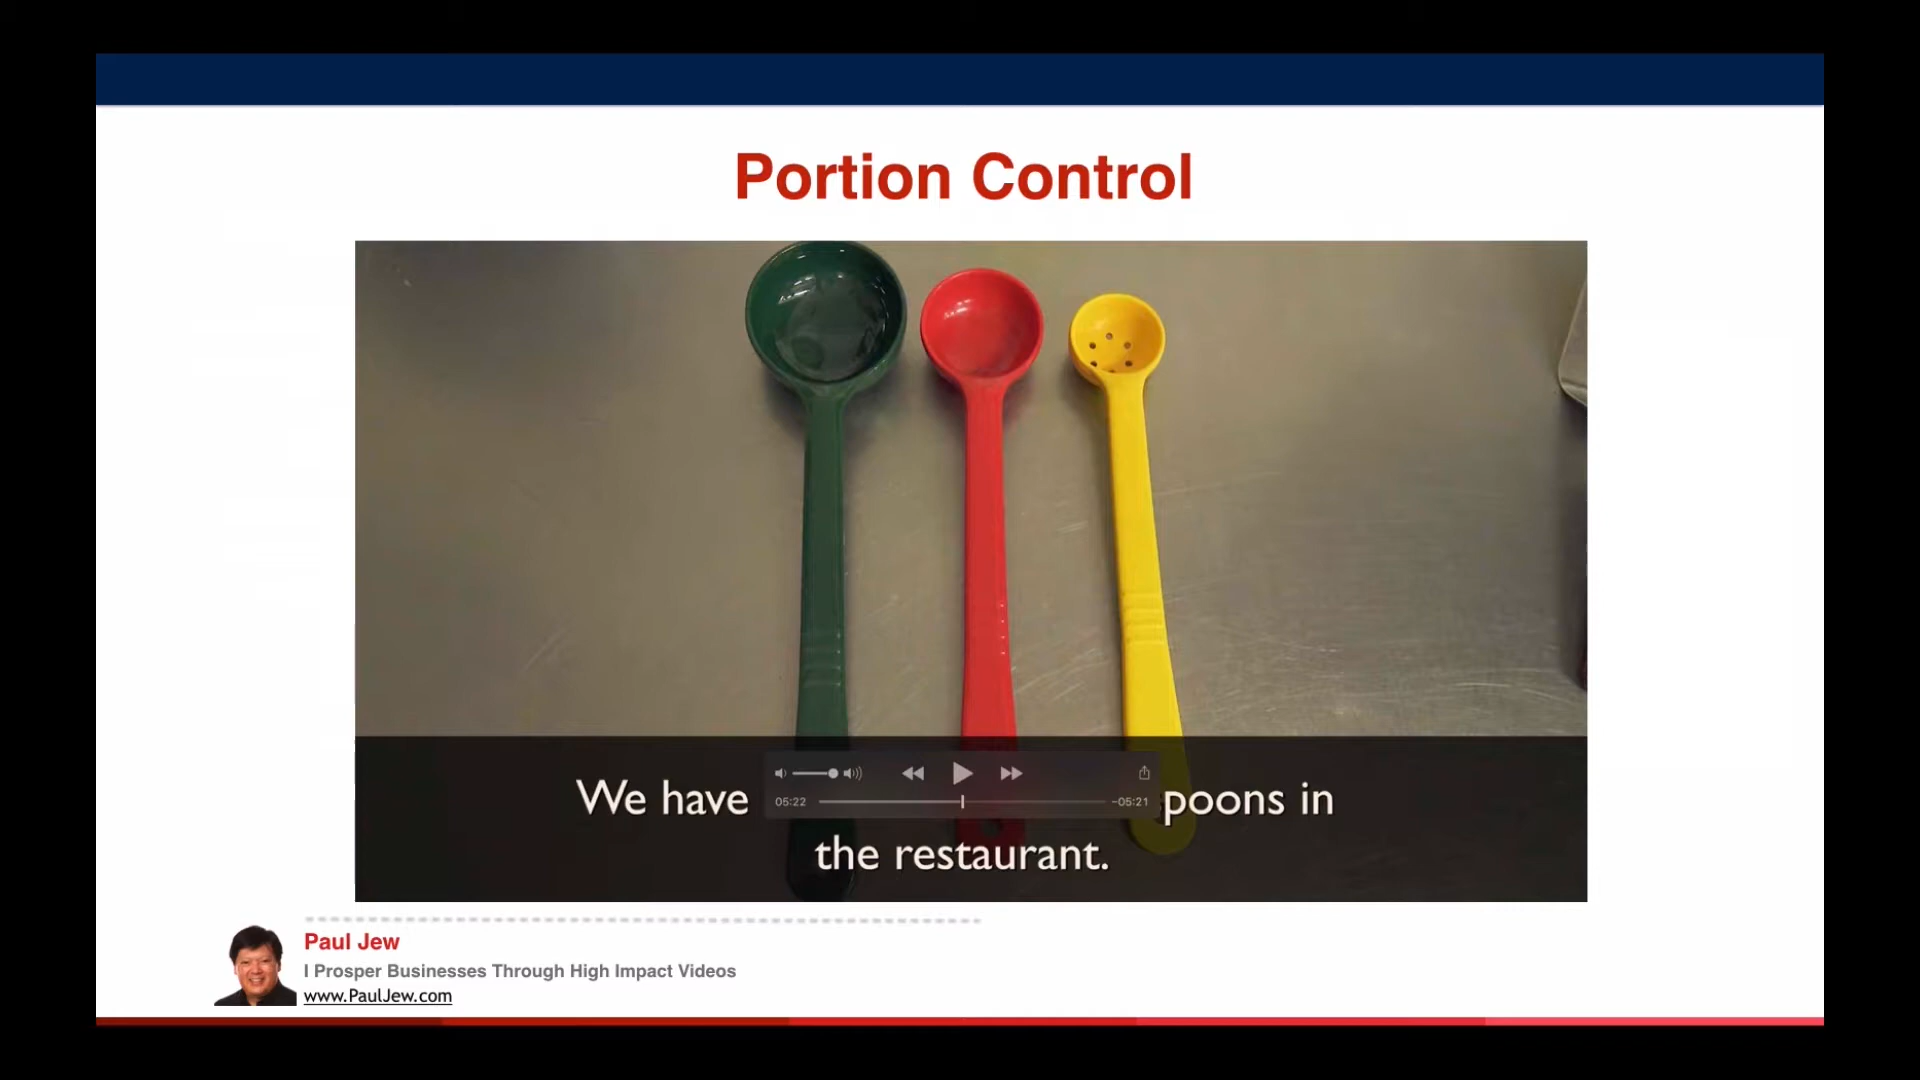 Portion Control
We have
poons in
05:22
-05:21
the restaurant.
Paul Jew
I Prosper Businesses Through High Impact Videos
www.PaulJew.com